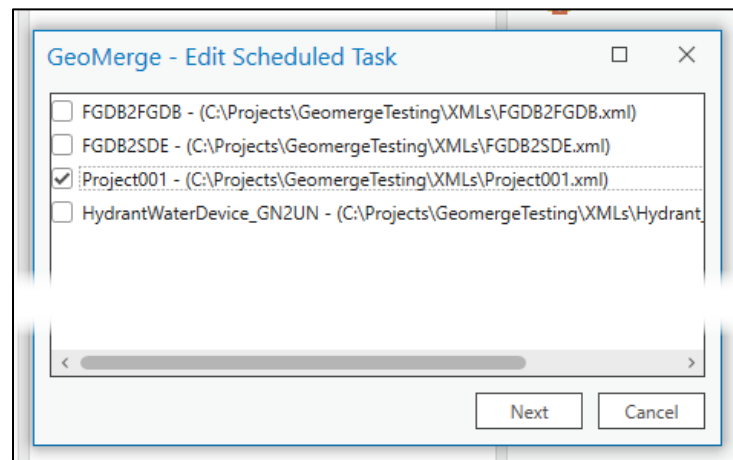 GeoMerge - Edit Scheduled Task
FGDB2FGDB - (C:\Projects\GeomergeTesting\XMLs\FGDB2FGDB.xml)
FGDB2SDE - (C:\Projects\GeomergeTesting\XMLs\FGDB2SDE.xml)
Project001 - (C:\Projects\GeomergeTesting\XMLs\Project001.xml)
HydrantWaterDevice_GN2UN - (C:\Projects\GeomergeTesting\XMLs\Hydrant_
Next
Cancel